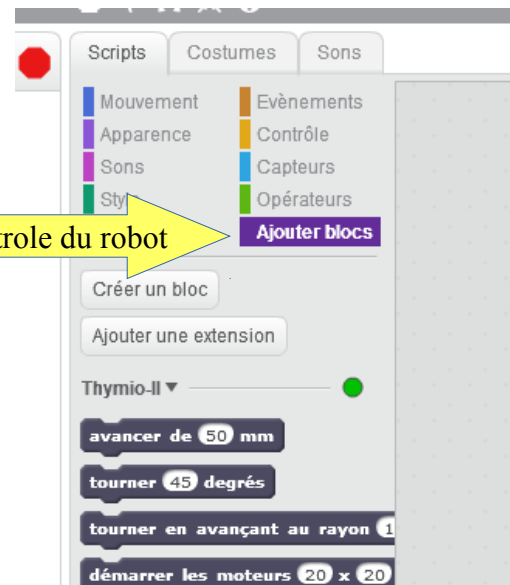 Scripts Costumes Sons
Mouvement Evènements
Apparence Contrôle
Sons Capteurs
Opérateurs
du robot Ajouter blocs
Créer un bloc
Ajouter une extension
Thymio-II
avancer de 50 mm
tourner 45 degrés
tourner en avançant au rayon
démarrer les moteurs 20 x 20